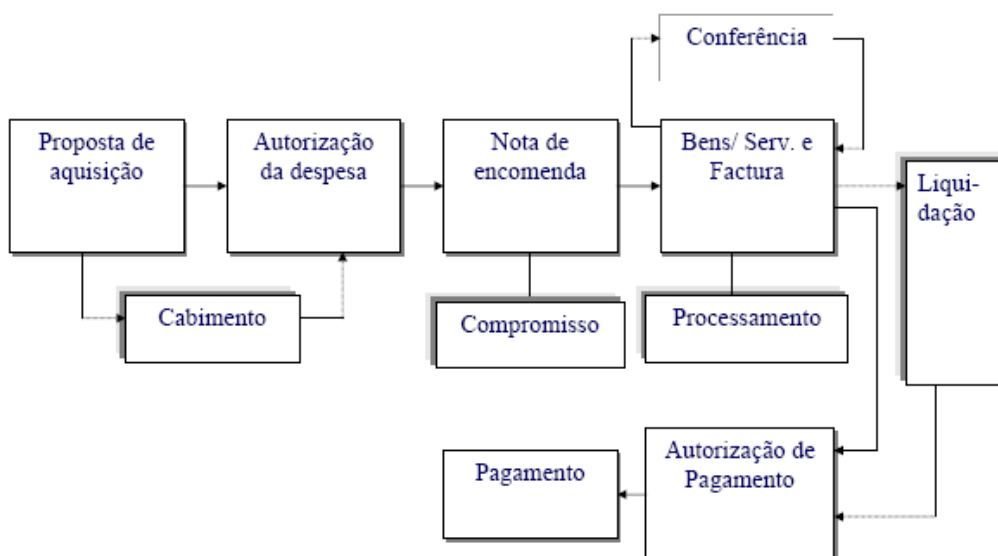 Conferência
Proposta de
aquisição
Autorização
da despesa
Nota de
encomenda
Bens/ Serv. e
Factura
Liqui-
dação
Cabimento
Compromisso
Processamento
Pagamento
Autorização de
Pagamento